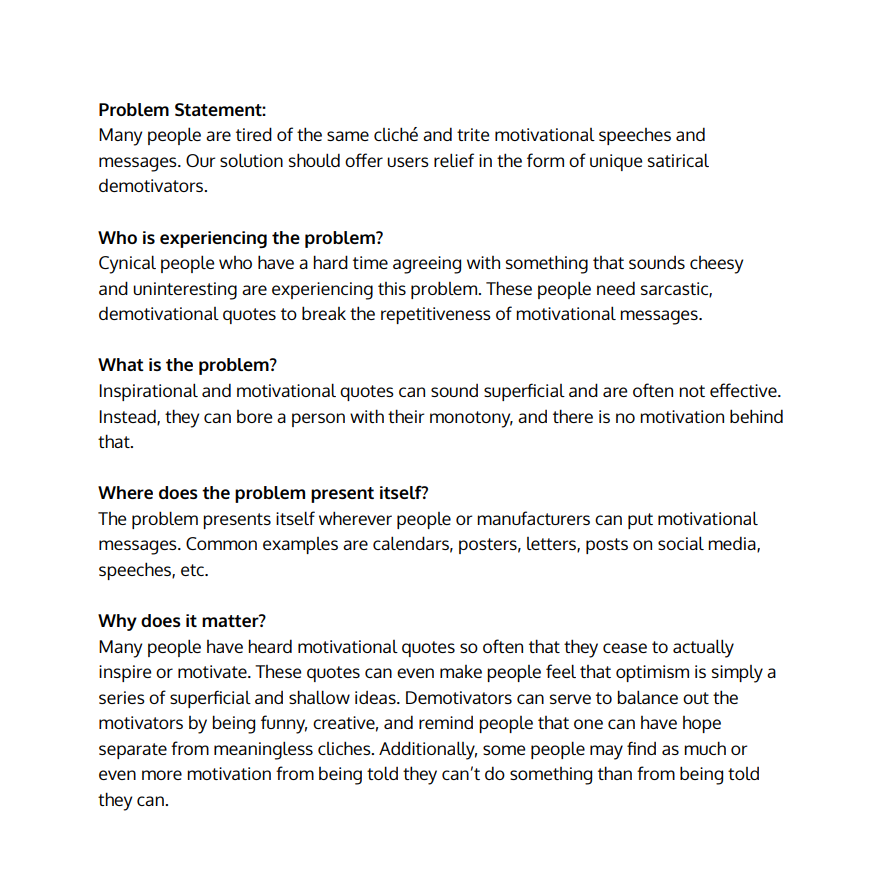 Problem Statement:
Many people are tired of the same cliché and trite motivational speeches and
messages. Our solution should offer users relief in the form of unique satirical
demotivators.
Who is experiencing the problem?
Cynical people who have a hard time agreeing with something that sounds cheesy
and uninteresting are experiencing this problem. These people need sarcastic,
demotivational quotes to break the repetitiveness of motivational messages.
What is the problem?
Inspirational and motivational quotes can sound superficial and are often not effective.
Instead, they can bore a person with their monotony, and there is no motivation behind
that.
Where does the problem present itself?
The problem presents itself wherever people or manufacturers can put motivational
messages. Common examples are calendars, posters, letters, posts on social media,
speeches, etc.
Why does it matter?
Many people have heard motivational quotes so often that they cease to actually
inspire or motivate. These quotes can even make people feel that optimism is simply a
series of superficial and shallow ideas. Demotivators can serve to balance out the
motivators by being funny, creative, and remind people that one can have hope
separate from meaningless cliches. Additionally, some people may find as much or
even more motivation from being told they can’t do something than from being told
they can.